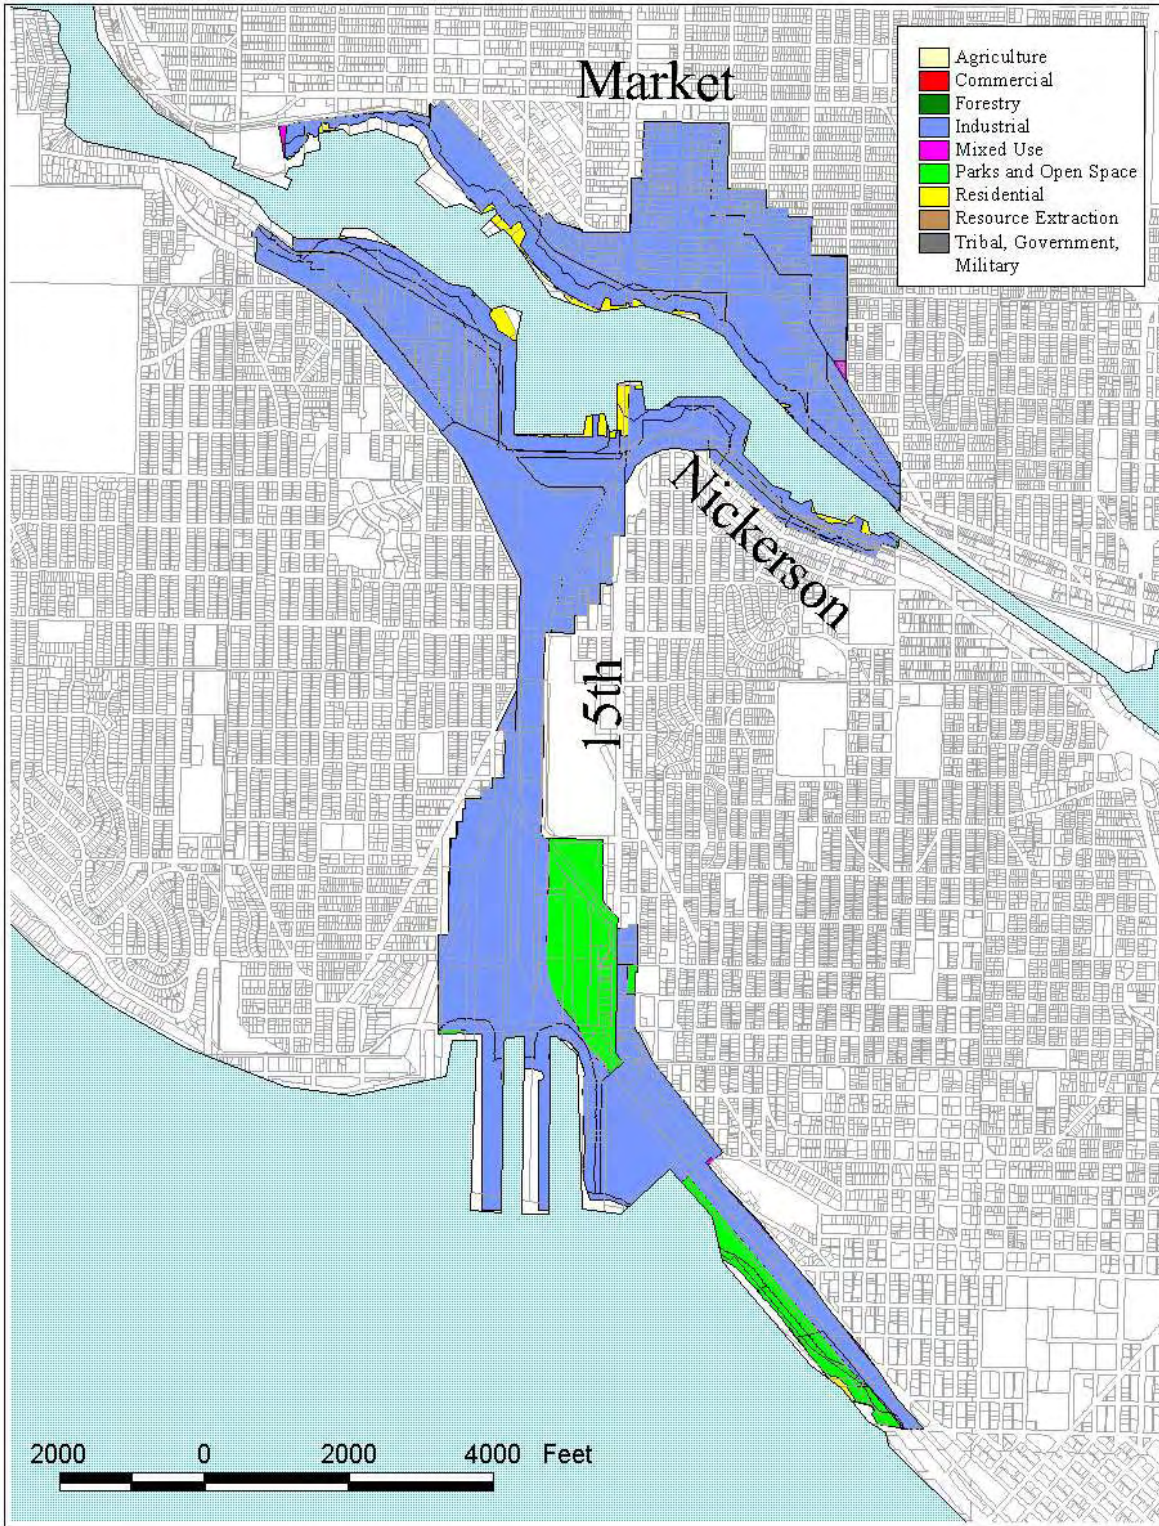 Market
Agriculture
Commercial
Forestry
Industrial
Mixed Use
Parks and Open Space
Residential
Resource Extraction
Tribal, Government,
Military
Nickerson
15th
2000 0 2000 4000 Feet